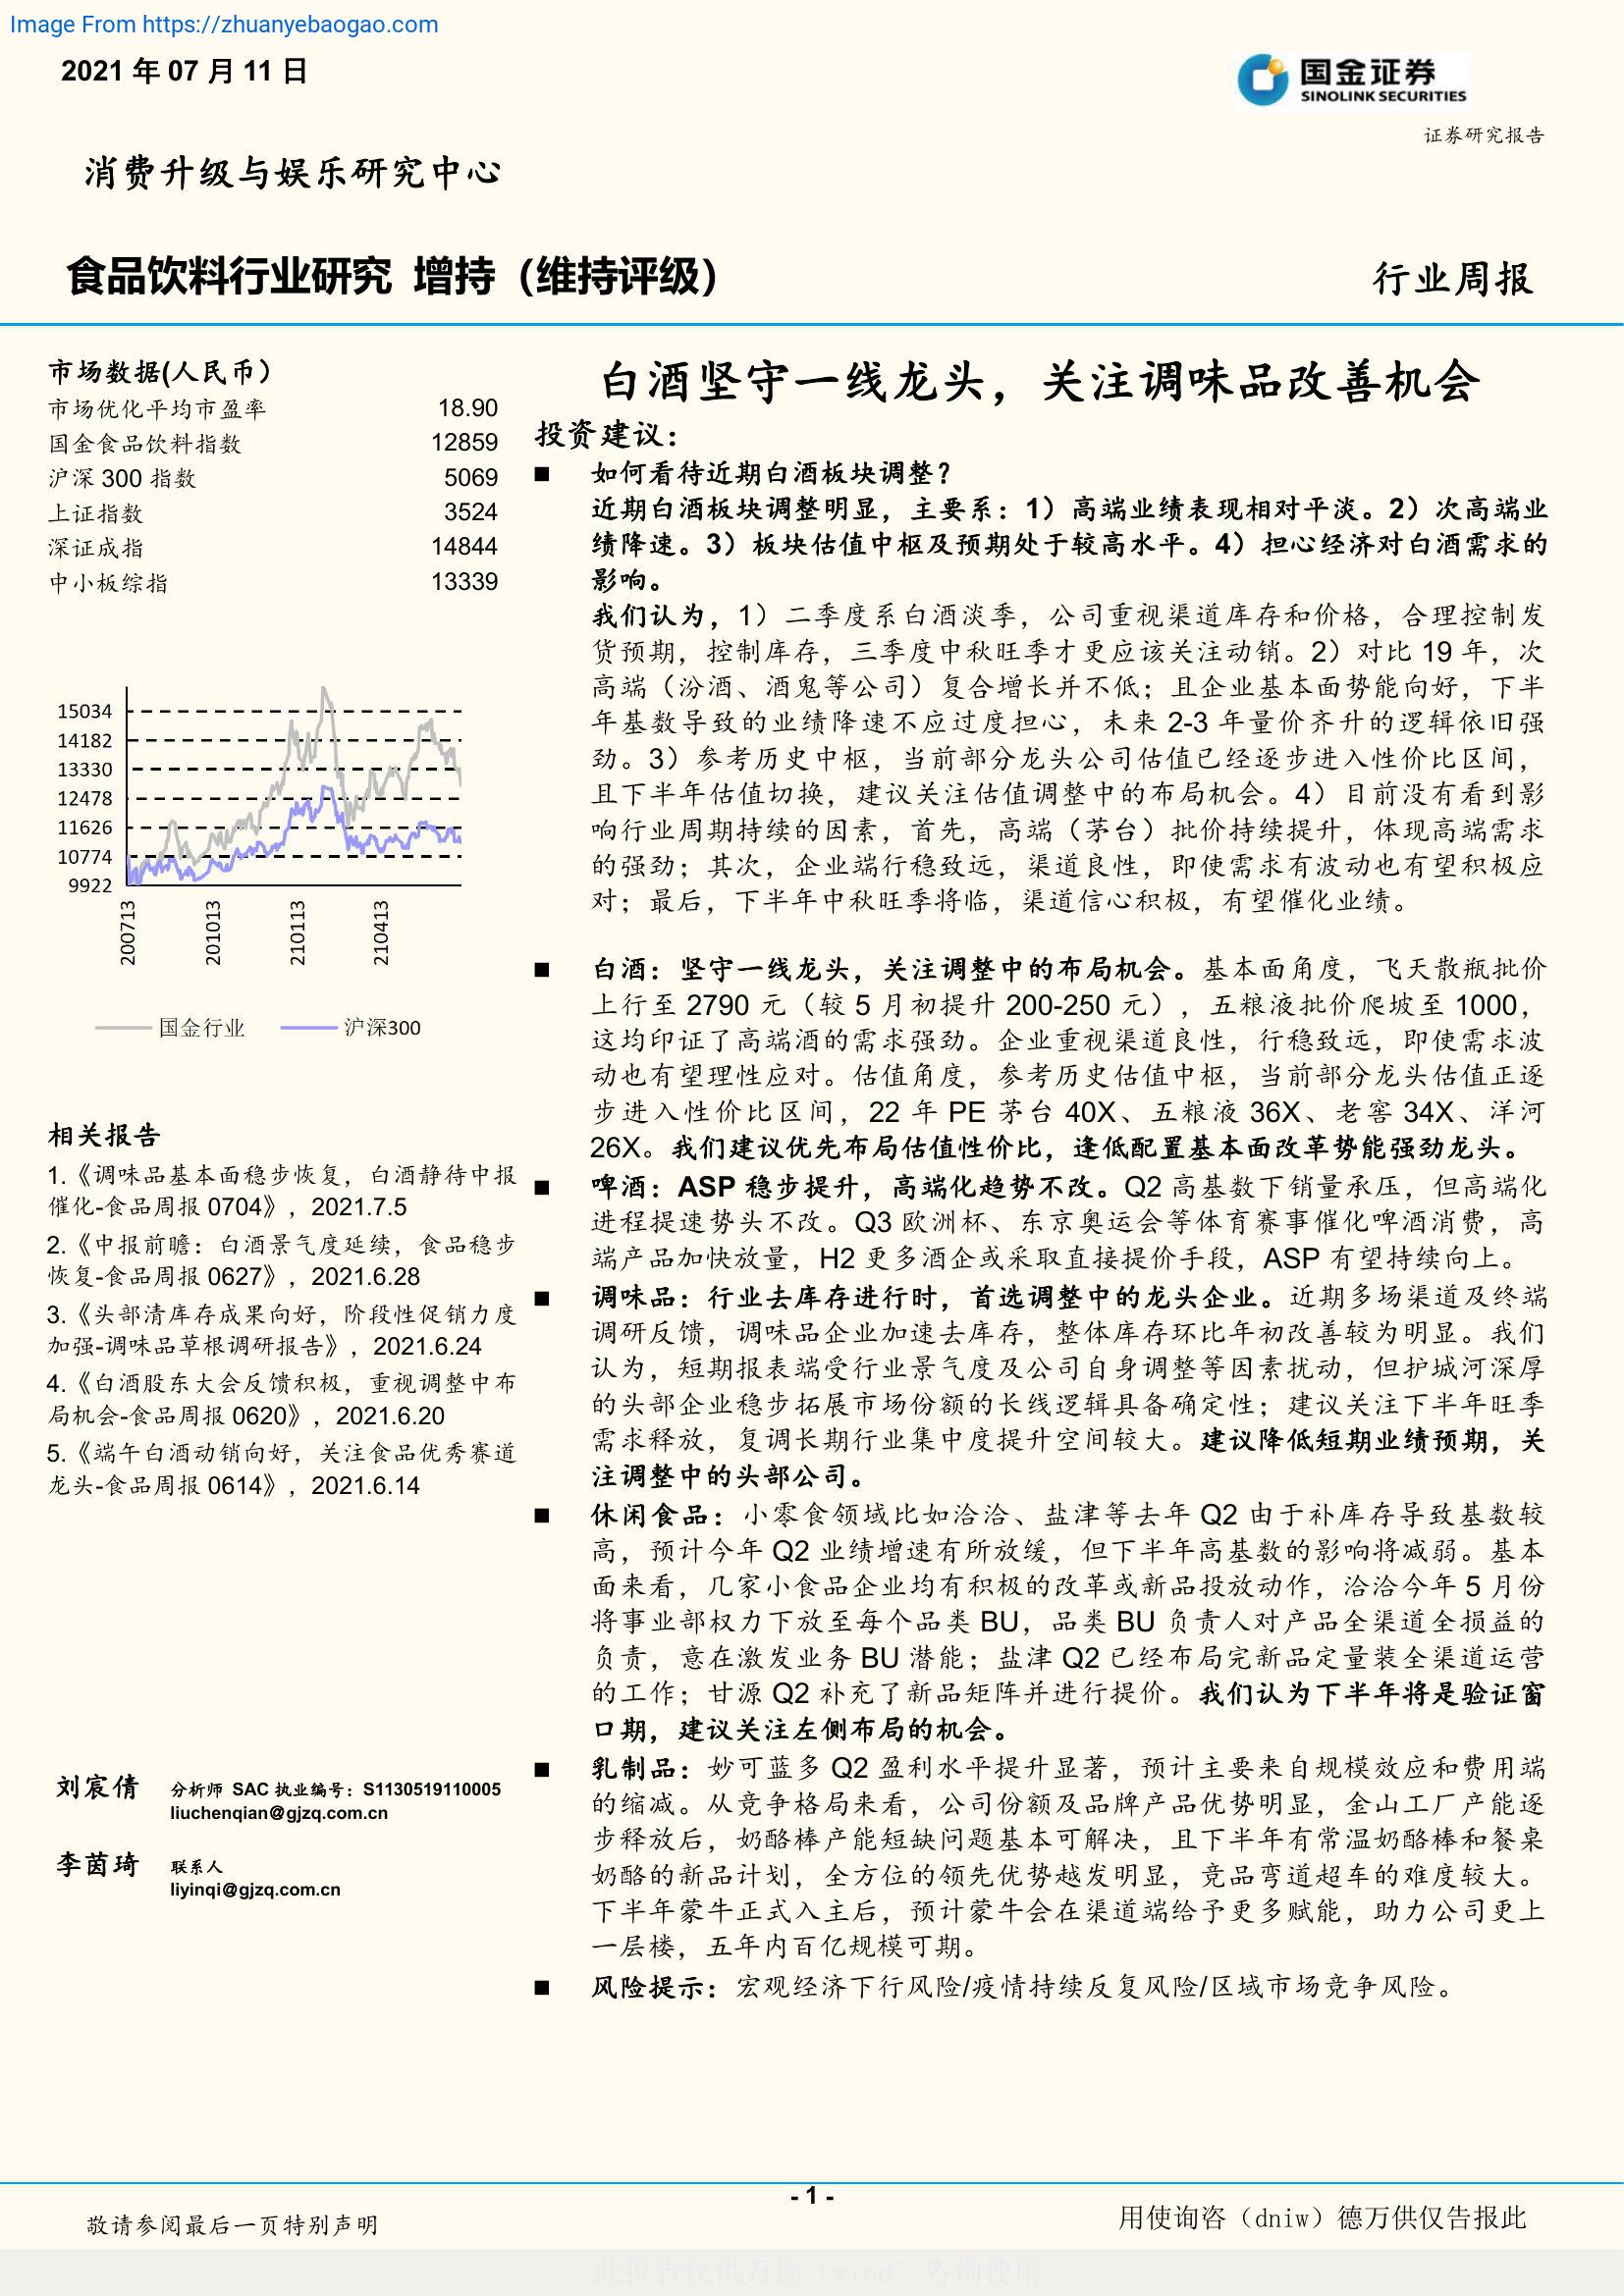 Image From https://zhuanyebaogao.com
2021 年 07 月 11 日
国金证券
SINOLINK SECURITIES
证券研究报告
消费升级与娱乐研究中心
食品饮料行业研究 增持（维持评级）
行业周报
市场数据(人民币）
市场优化平均市盈率 18.90
国金食品饮料指数 12859
沪深 300 指数 5069
上证指数 3524
深证成指 14844
中小板综指 13339
15034
14182
13330
12478
11626
10774
9922
200713
201013
210113
210413
国金行业 沪深300
相关报告
1.《调味品基本面稳步恢复，白酒静待中报
催化-食品周报 0704》，2021.7.5
2.《中报前瞻：白酒景气度延续，食品稳步
恢复-食品周报 0627》，2021.6.28
3.《头部清库存成果向好，阶段性促销力度
加强-调味品草根调研报告》，2021.6.24
4.《白酒股东大会反馈积极，重视调整中布
局机会-食品周报 0620》，2021.6.20
5.《端午白酒动销向好，关注食品优秀赛道
龙头-食品周报 0614》，2021.6.14
刘宸倩 分析师 SAC 执业编号：S1130519110005
liuchenqian@gjzq.com.cn
李茵琦 联系人
liyinqi@gjzq.com.cn
白酒坚守一线龙头，关注调味品改善机会
投资建议：
■ 如何看待近期白酒板块调整？
近期白酒板块调整明显，主要系：1）高端业绩表现相对平淡。2）次高端业
绩降速。3）板块估值中枢及预期处于较高水平。4）担心经济对白酒需求的
影响。
我们认为，1）二季度系白酒淡季，公司重视渠道库存和价格，合理控制发
货预期，控制库存，三季度中秋旺季才更应该关注动销。2）对比 19 年，次
高端（汾酒、酒鬼等公司）复合增长并不低；且企业基本面势能向好，下半
年基数导致的业绩降速不应过度担心，未来 2-3 年量价齐升的逻辑依旧强
劲。3）参考历史中枢，当前部分龙头公司估值已经逐步进入性价比区间，
且下半年估值切换，建议关注估值调整中的布局机会。4）目前没有看到影
响行业周期持续的因素，首先，高端（茅台）批价持续提升，体现高端需求
的强劲；其次，企业端行稳致远，渠道良性，即使需求有波动也有望积极应
对；最后，下半年中秋旺季将临，渠道信心积极，有望催化业绩。
■ 白酒：坚守一线龙头，关注调整中的布局机会。基本面角度，飞天散瓶批价
上行至 2790 元（较 5 月初提升 200-250 元），五粮液批价爬坡至 1000，
这均印证了高端酒的需求强劲。企业重视渠道良性，行稳致远，即使需求波
动也有望理性应对。估值角度，参考历史估值中枢，当前部分龙头估值正逐
步进入性价比区间，22 年 PE 茅台 40X、五粮液 36X、老窖 34X、洋河
26X。我们建议优先布局估值性价比，逢低配置基本面改革势能强劲龙头。
■ 啤酒：ASP 稳步提升，高端化趋势不改。Q2 高基数下销量承压，但高端化
进程提速势头不改。Q3 欧洲杯、东京奥运会等体育赛事催化啤酒消费，高
端产品加快放量，H2 更多酒企或采取直接提价手段，ASP 有望持续向上。
■ 调味品：行业去库存进行时，首选调整中的龙头企业。近期多场渠道及终端
调研反馈，调味品企业加速去库存，整体库存环比年初改善较为明显。我们
认为，短期报表端受行业景气度及公司自身调整等因素扰动，但护城河深厚
的头部企业稳步拓展市场份额的长线逻辑具备确定性；建议关注下半年旺季
需求释放，复调长期行业集中度提升空间较大。建议降低短期业绩预期，关
注调整中的头部公司。
■ 休闲食品：小零食领域比如洽洽、盐津等去年 Q2 由于补库存导致基数较
高，预计今年 Q2 业绩增速有所放缓，但下半年高基数的影响将减弱。基本
面来看，几家小食品企业均有积极的改革或新品投放动作，洽洽今年 5 月份
将事业部权力下放至每个品类 BU，品类 BU 负责人对产品全渠道全损益的
负责，意在激发业务 BU 潜能；盐津 Q2 已经布局完新品定量装全渠道运营
的工作；甘源 Q2 补充了新品矩阵并进行提价。我们认为下半年将是验证窗
口期，建议关注左侧布局的机会。
■ 乳制品：妙可蓝多 Q2 盈利水平提升显著，预计主要来自规模效应和费用端
的缩减。从竞争格局来看，公司份额及品牌产品优势明显，金山工厂产能逐
步释放后，奶酪棒产能短缺问题基本可解决，且下半年有常温奶酪棒和餐桌
奶酪的新品计划，全方位的领先优势越发明显，竞品弯道超车的难度较大。
下半年蒙牛正式入主后，预计蒙牛会在渠道端给予更多赋能，助力公司更上
一层楼，五年内百亿规模可期。
■ 风险提示：宏观经济下行风险/疫情持续反复风险/区域市场竞争风险。
- 1 -
敬请参阅最后一页特别声明
用使询咨（dniw）德万供仅告报此
此报告仅供万德（wind）咨询使用